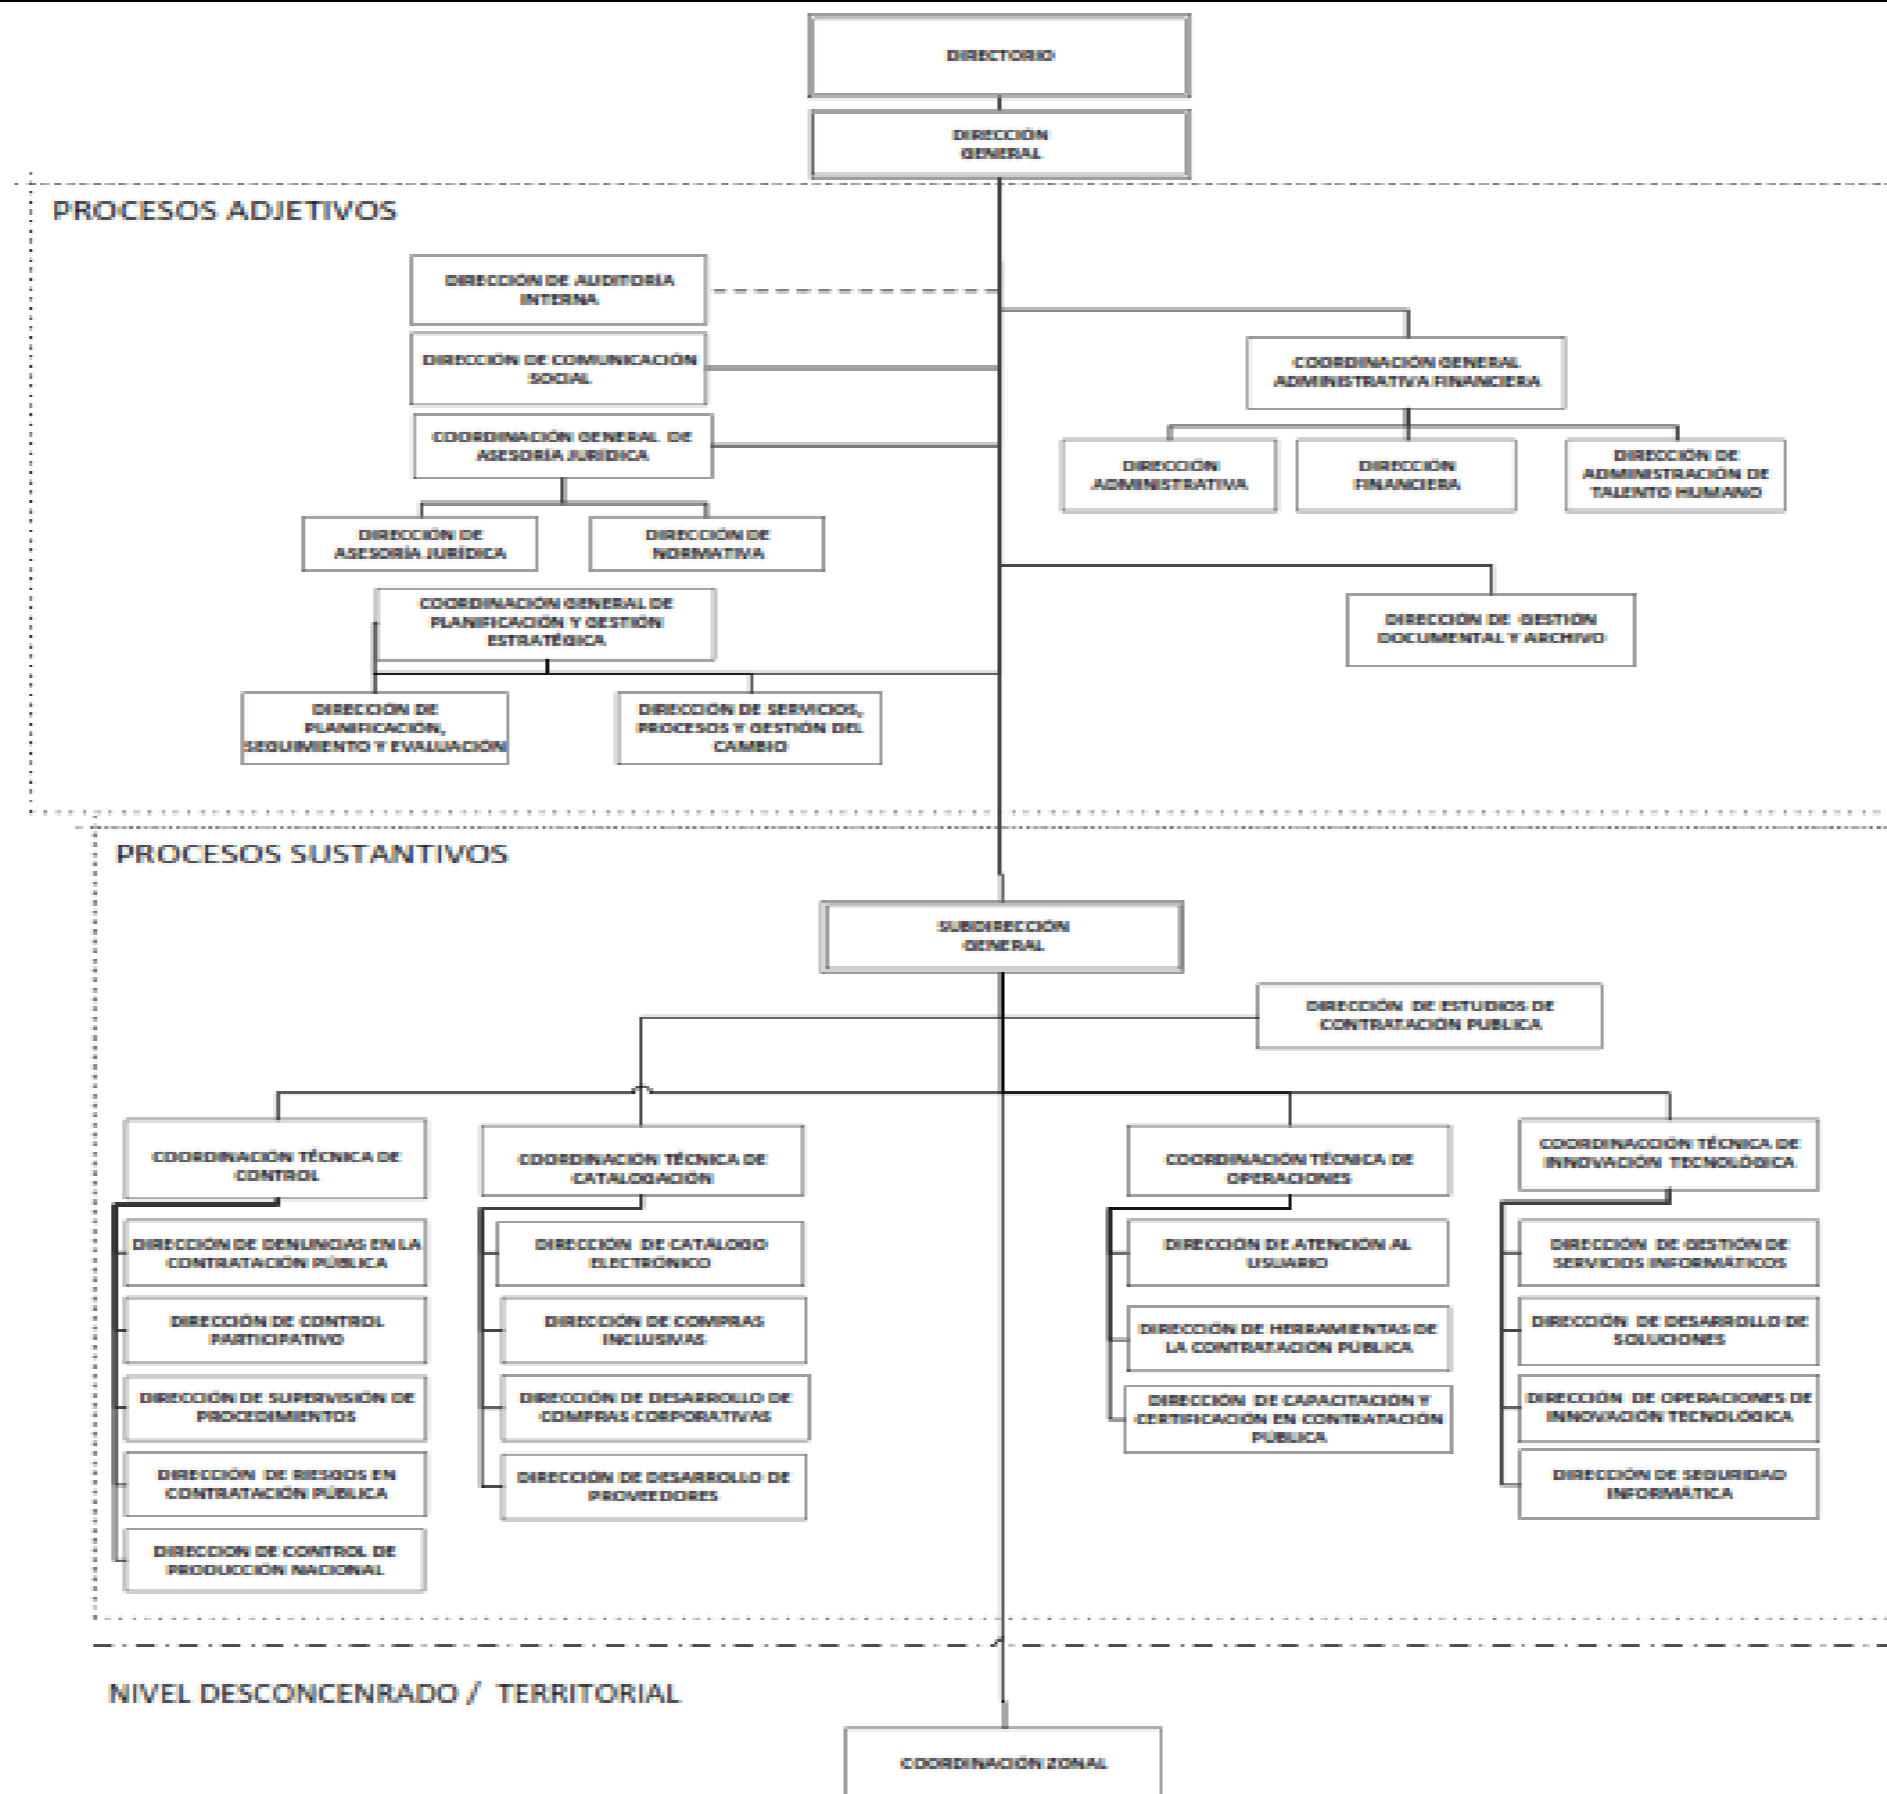 DIRECTORIO
DIRECCIÓN
GENERAL
PROCESOS ADJETIVOS
DIRECCIÓN DE AUDITORÍA
INTERNA
DIRECCIÓN DE COMUNICACIÓN
SOCIAL
COORDINACIÓN GENERAL DE
ASESORÍA JURÍDICA
DIRECCIÓN DE
ASESORÍA JURÍDICA
DIRECCIÓN DE
NORMATIVA
COORDINACIÓN GENERAL DE
PLANIFICACIÓN Y GESTIÓN
ESTRATÉGICA
DIRECCIÓN DE
PLANIFICACIÓN,
SEGUIMIENTO Y EVALUACIÓN
DIRECCIÓN DE SERVICIOS,
PROCESOS Y GESTIÓN DEL
CAMBIO
COORDINACIÓN GENERAL
ADMINISTRATIVA FINANCIERA
DIRECCIÓN
ADMINISTRATIVA
DIRECCIÓN
FINANCIERA
DIRECCIÓN DE
ADMINISTRACIÓN DE
TALENTO HUMANO
DIRECCIÓN DE GESTIÓN
DOCUMENTAL Y ARCHIVO
PROCESOS SUSTANTIVOS
SUBDIRECCIÓN
GENERAL
DIRECCIÓN DE ESTUDIOS DE
CONTRATACIÓN PUBLICA
COORDINACIÓN TÉCNICA DE
CONTROL
DIRECCIÓN DE DENUNCIAS EN LA
CONTRATACIÓN PÚBLICA
DIRECCIÓN DE CONTROL
PARTICIPATIVO
DIRECCIÓN DE SUPERVISIÓN DE
PROCEDIMIENTOS
DIRECCIÓN DE RIESGOS EN
CONTRATACIÓN PÚBLICA
DIRECCION DE CONTROL DE
PRODUCCIÓN NACIONAL
COORDINACIÓN TÉCNICA DE
CATALOGACIÓN
DIRECCIÓN DE CATÁLOGO
ELECTRÓNICO
DIRECCIÓN DE COMPRAS
INCLUSIVAS
DIRECCIÓN DE DESARROLLO DE
COMPRAS CORPORATIVAS
DIRECCIÓN DE DESARROLLO DE
PROVEEDORES
COORDINACIÓN TÉCNICA DE
OPERACIONES
DIRECCIÓN DE ATENCIÓN AL
USUARIO
DIRECCIÓN DE HERRAMIENTAS DE
LA CONTRATACIÓN PÚBLICA
DIRECCIÓN DE CAPACITACIÓN Y
CERTIFICACIÓN EN CONTRATACIÓN
PÚBLICA
COORDINACCIÓN TÉCNICA DE
INNOVACIÓN TECNOLÓGICA
DIRECCIÓN DE GESTIÓN DE
SERVICIOS INFORMÁTICOS
DIRECCIÓN DE DESARROLLO DE
SOLUCIONES
DIRECCIÓN DE OPERACIONES DE
INNOVACIÓN TECNOLÓGICA
DIRECCIÓN DE SEGURIDAD
INFORMÁTICA
NIVEL DESCONCENRADO / TERRITORIAL
COORDINACIÓN ZONAL